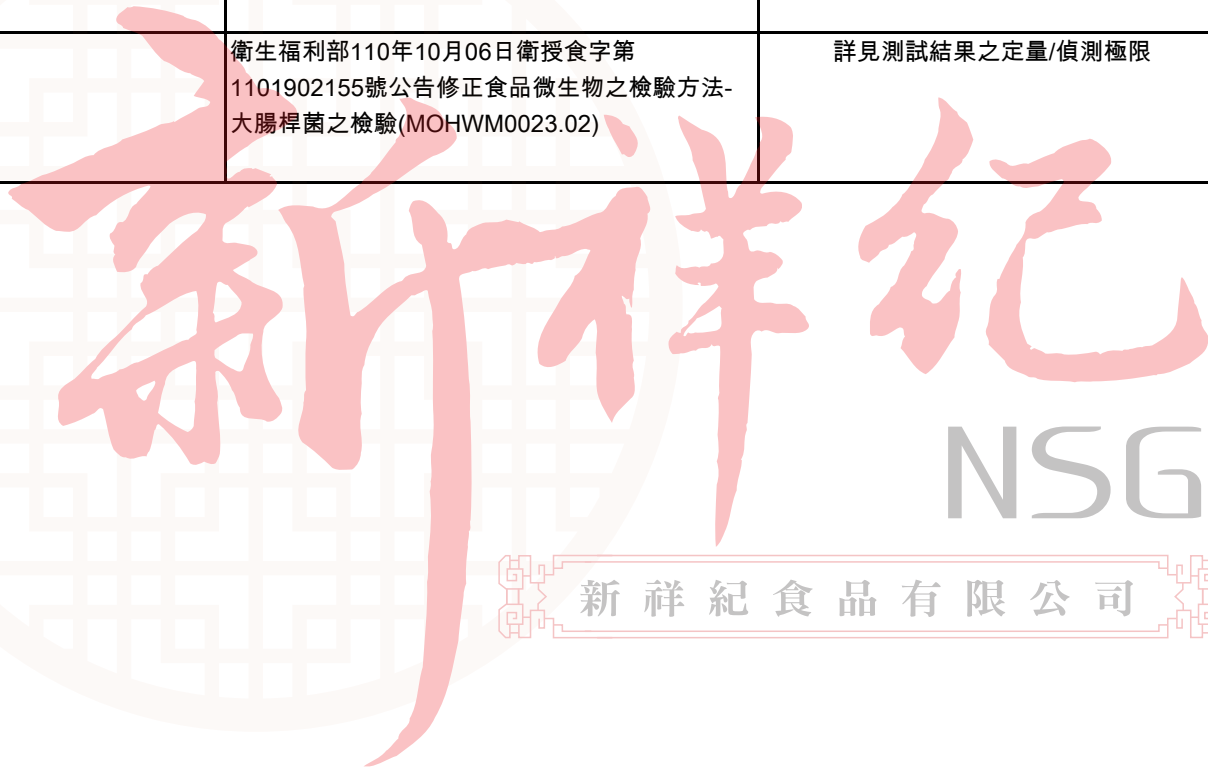 衛生福利部110年10月06日衛授食字第
1101902155號公告修正食品微生物之檢驗方法-
大腸桿菌之檢驗(MOHWM0023.02)
詳見測試結果之定量/偵測極限
新祥紀
NSG
新祥紀食品有限公司